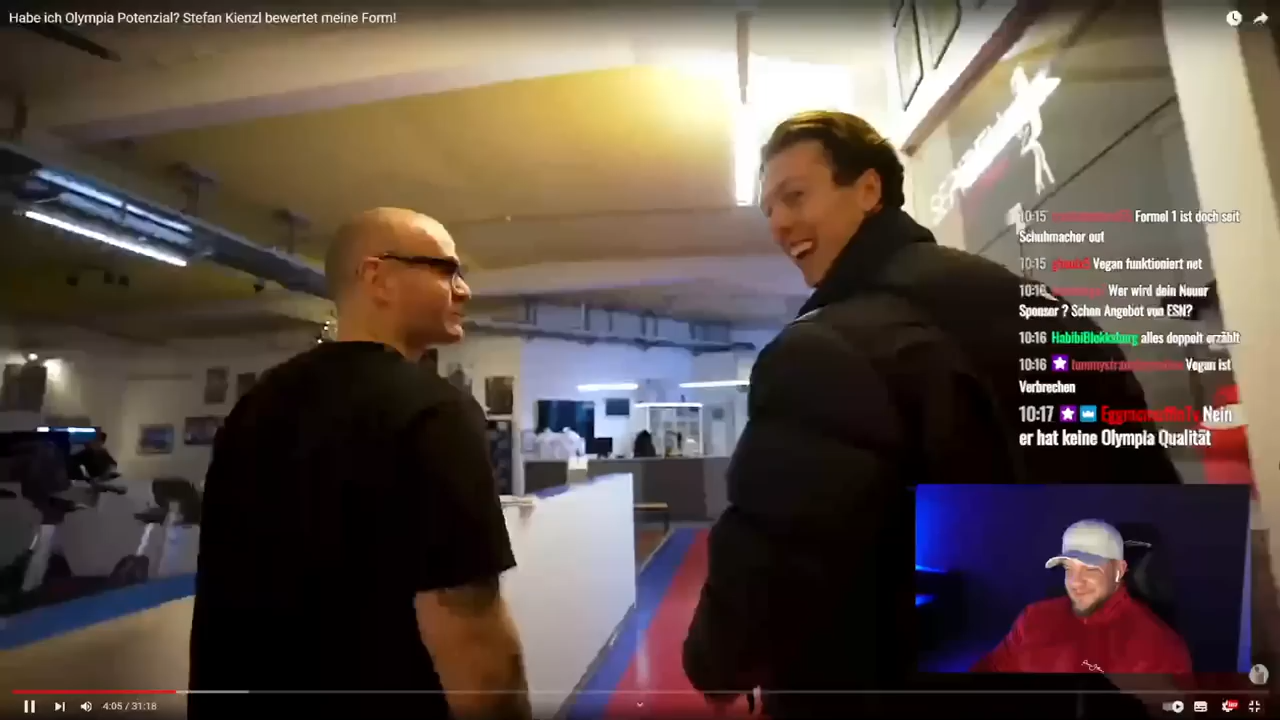 Habe ich Olympia Potenzial? Stefan Kienzl bewertet meine Form!
10:15 Formel 1 ist doch seit
Schuhmacher out
10:15 Vegan funktioniert net
10:16 Wer wird dein Neuer
Sponsor ? Schon Angebot von ESN?
10:16 HabibiBlokksburg alles doppelt erzählt
10:16 Vegan ist
Verbrechen
10:17 Nein
er hat keine Olympia Qualität
4:05 / 31:18